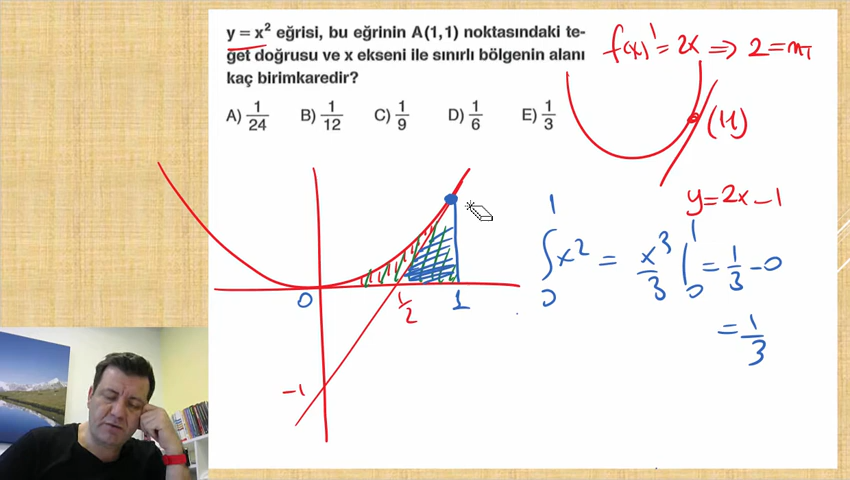 y = x² eğrisi, bu eğrinin A(1,1) noktasındaki te-
ğet doğrusu ve x ekseni ile sınırlı bölgenin alanı
kaç birimkaredir?
A) 1/24 B) 1/12 C) 1/9 D) 1/6 E) 1/3
f(x)' = 2x ⇒ 2 = mT
(1,1)
y = 2x - 1
∫₀¹ x² = x³/3 |₀¹ = 1/3 - 0
= 1/3
0 1/2 1
-1